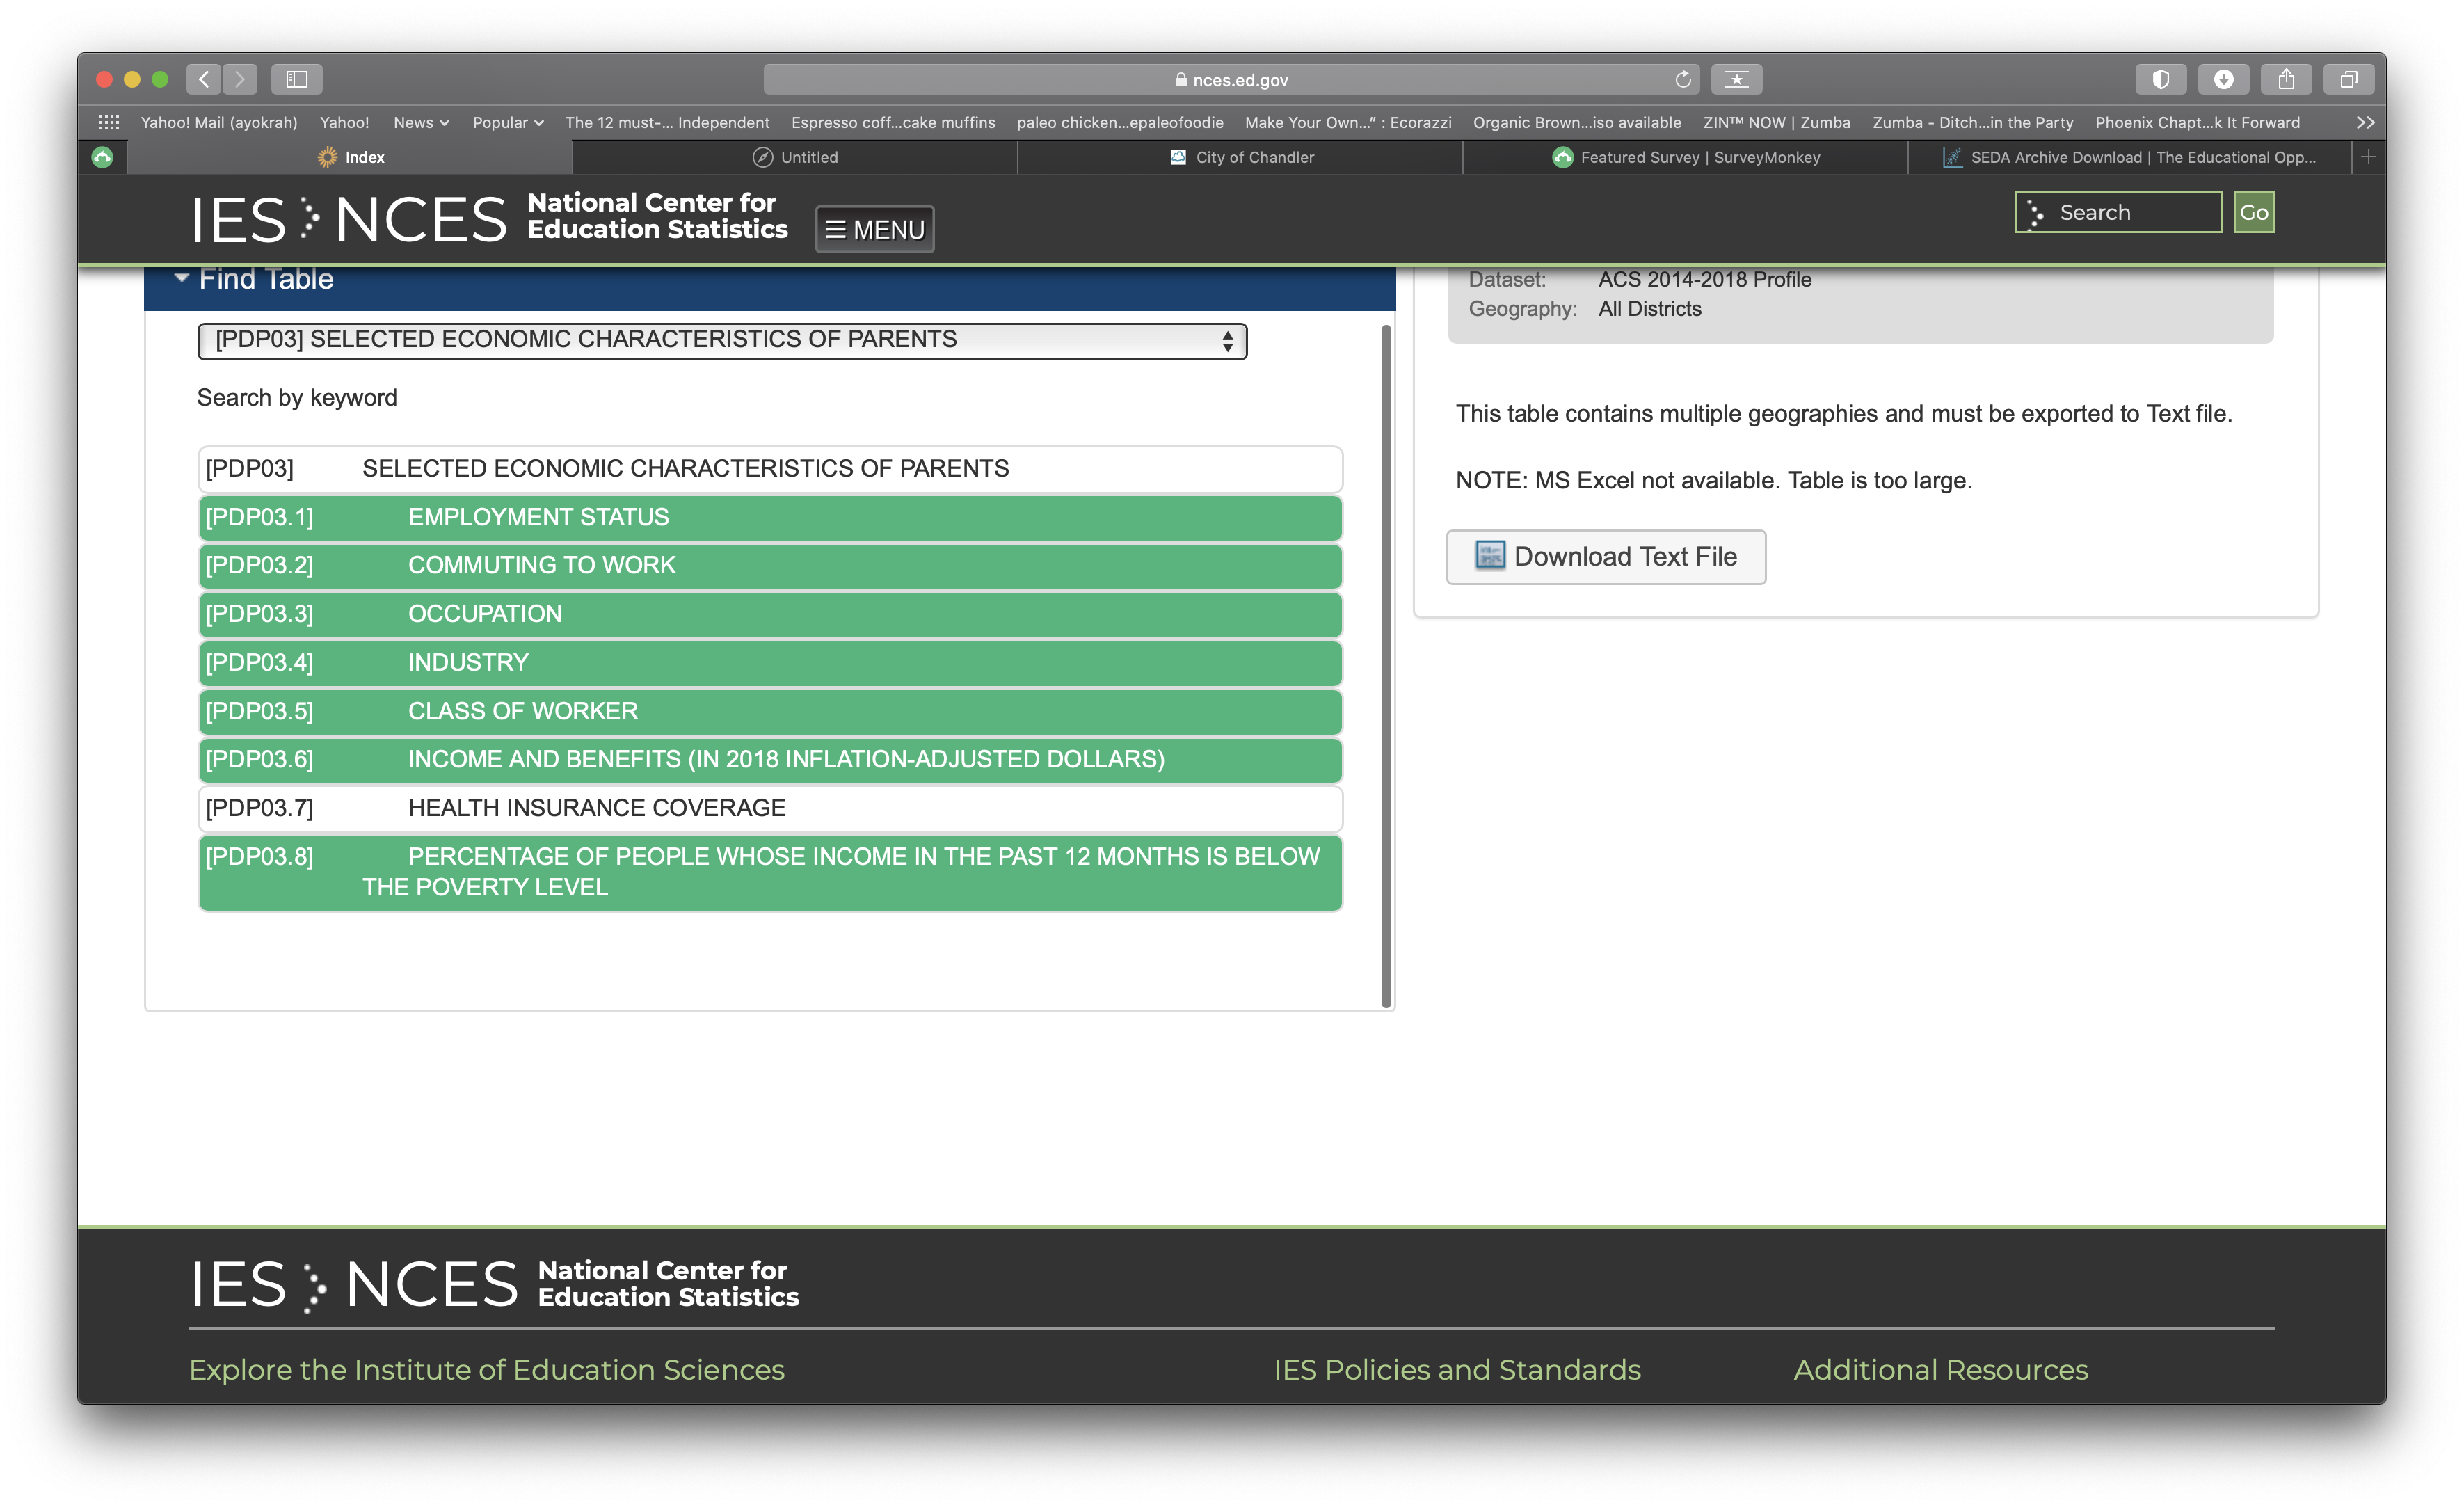 nces.ed.gov
Yahoo! Mail (ayokrah) Yahoo! News Popular The 12 must-... Independent Espresso coff...cake muffins paleo chicken...epaleofoodie Make Your Own..." : Ecorazzi Organic Brown...iso available ZIN™ NOW | Zumba Zumba - Ditch...in the Party Phoenix Chapt...k It Forward
Index Untitled City of Chandler Featured Survey | SurveyMonkey SEDA Archive Download | The Educational Opp...
IES NCES National Center for
Education Statistics
MENU
Search Go
Find Table
[PDP03] SELECTED ECONOMIC CHARACTERISTICS OF PARENTS
Search by keyword
[PDP03] SELECTED ECONOMIC CHARACTERISTICS OF PARENTS
[PDP03.1] EMPLOYMENT STATUS
[PDP03.2] COMMUTING TO WORK
[PDP03.3] OCCUPATION
[PDP03.4] INDUSTRY
[PDP03.5] CLASS OF WORKER
[PDP03.6] INCOME AND BENEFITS (IN 2018 INFLATION-ADJUSTED DOLLARS)
[PDP03.7] HEALTH INSURANCE COVERAGE
[PDP03.8] PERCENTAGE OF PEOPLE WHOSE INCOME IN THE PAST 12 MONTHS IS BELOW
THE POVERTY LEVEL
Dataset: ACS 2014-2018 Profile
Geography: All Districts
This table contains multiple geographies and must be exported to Text file.
NOTE: MS Excel not available. Table is too large.
Download Text File
IES NCES National Center for
Education Statistics
Explore the Institute of Education Sciences IES Policies and Standards Additional Resources